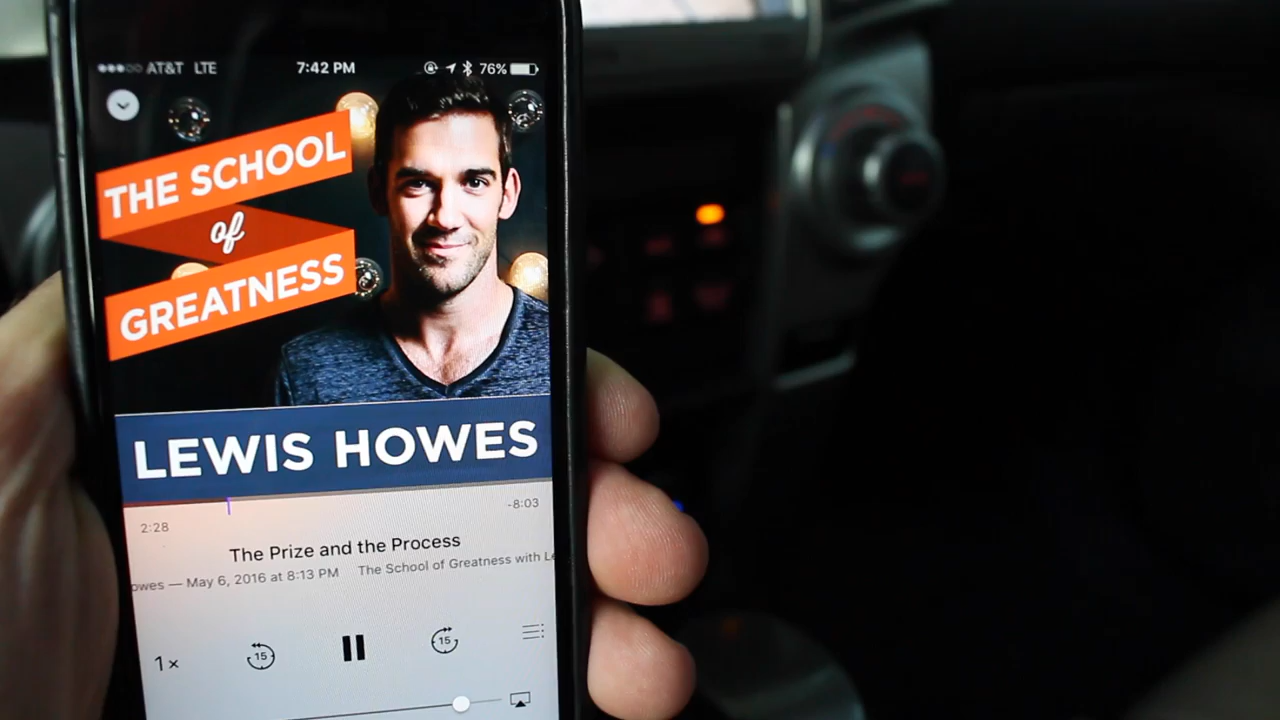 AT&T LTE 7:42 PM 76%
THE SCHOOL
of
GREATNESS
LEWIS HOWES
2:28 -8:03
The Prize and the Process
owes — May 6, 2016 at 8:13 PM The School of Greatness with Le
1× 15 15